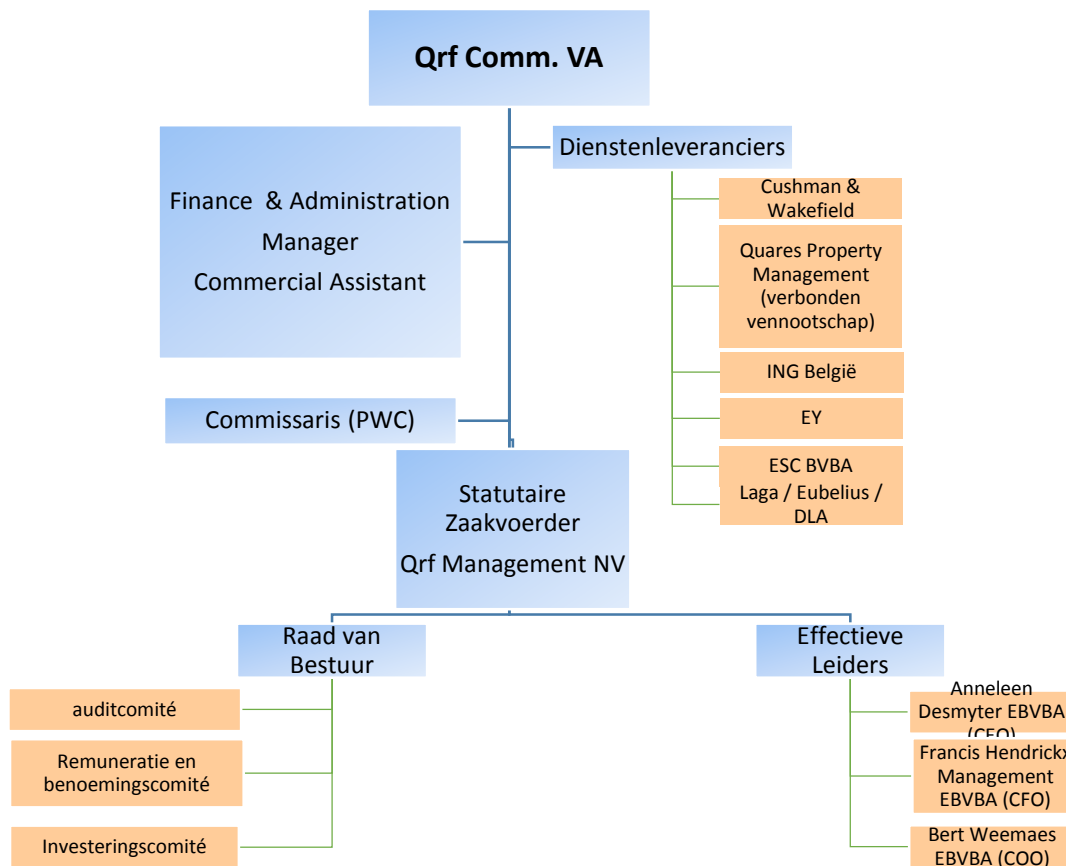 Qrf Comm. VA
Finance & Administration
Manager
Commercial Assistant
Dienstenleveranciers
Cushman &
Wakefield
Quares Property
Management
(verbonden
vennootschap)
ING België
EY
ESC BVBA
Laga / Eubelius /
DLA
Commissaris (PWC)
Statutaire
Zaakvoerder
Qrf Management NV
Raad van
Bestuur
auditcomité
Remuneratie en
benoemingscomité
Investeringscomité
Effectieve
Leiders
Anneleen
Desmyter EBVBA
(CEO)
Francis Hendrickx
Management
EBVBA (CFO)
Bert Weemaes
EBVBA (COO)